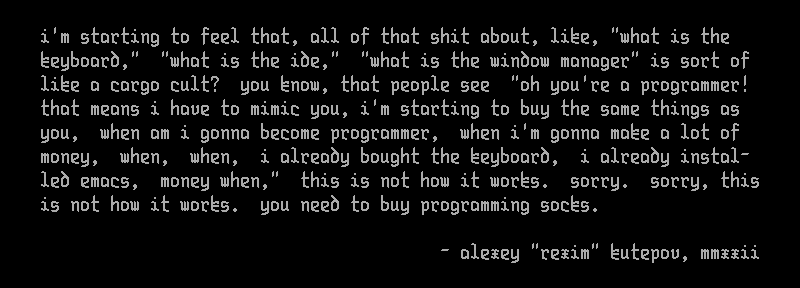 i'm starting to feel that, all of that shit about, like, "what is the
keyboard,"  "what is the ide,"  "what is the window manager" is sort of
like a cargo cult?  you know, that people see  "oh you're a programmer!
that means i have to mimic you, i'm starting to buy the same things as
you,  when am i gonna become programmer,  when i'm gonna make a lot of
money,  when,  when,  i already bought the keyboard,  i already instal-
led emacs,  money when,"  this is not how it works.  sorry.  sorry, this
is not how it works.  you need to buy programming socks.
~ alexey "rexim" kutepov, mmxxii